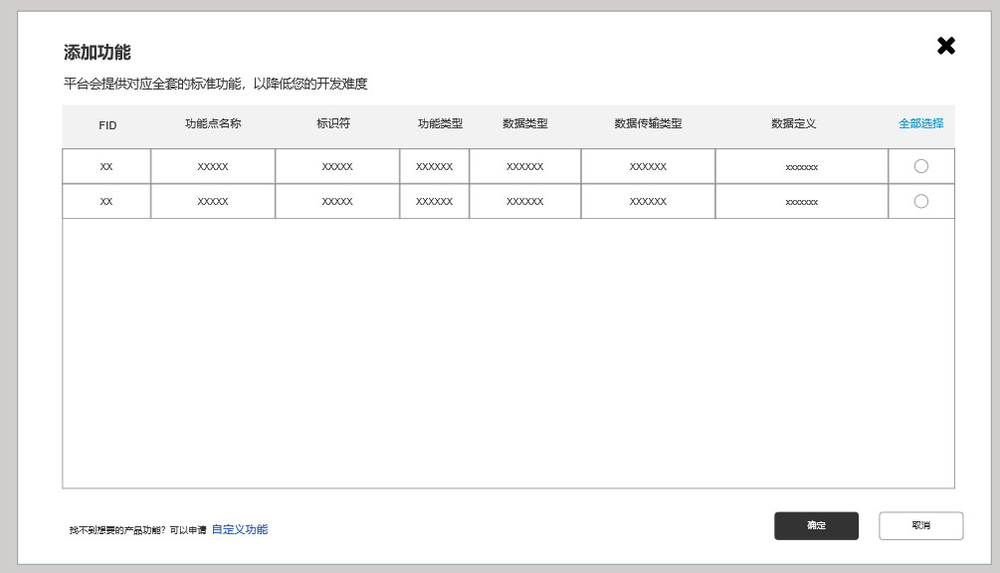 添加功能
平台会提供对应全套的标准功能，以降低您的开发难度
FID 功能点名称 标识符 功能类型 数据类型 数据传输类型 数据定义 全部选择
XX XXXXX XXXXX XXXXXX XXXXXX XXXXXX xxxxxxx
XX XXXXX XXXXX XXXXXX XXXXXX XXXXXX xxxxxxx
找不到想要的产品功能？可以申请 自定义功能 确定 取消